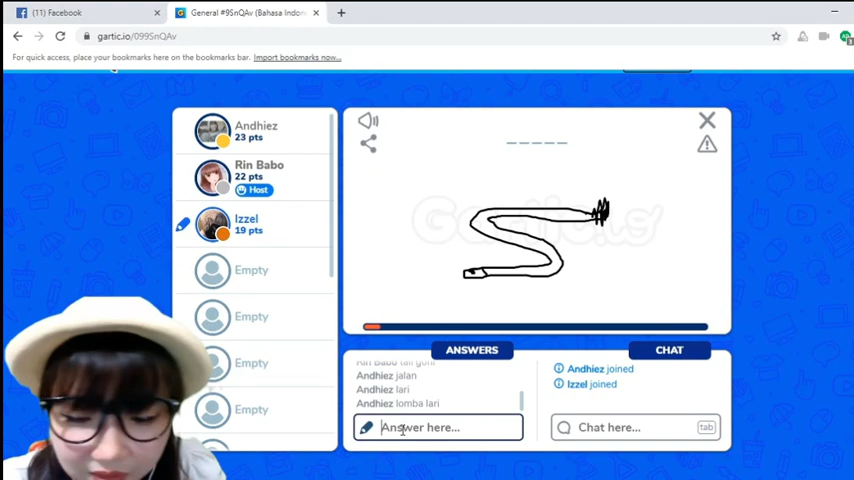 (11) Facebook
General #9SnQAv (Bahasa Indon
gartic.io/099SnQAv
For quick access, place your bookmarks here on the bookmarks bar. Import bookmarks now...
Andhiez
23 pts
Rin Babo
22 pts
Host
Izzel
19 pts
Empty
Empty
Empty
Empty
Gartic.io
ANSWERS
Andhiez jalan
Andhiez lari
Andhiez lomba lari
Answer here...
CHAT
Andhiez joined
Izzel joined
Chat here...
tab